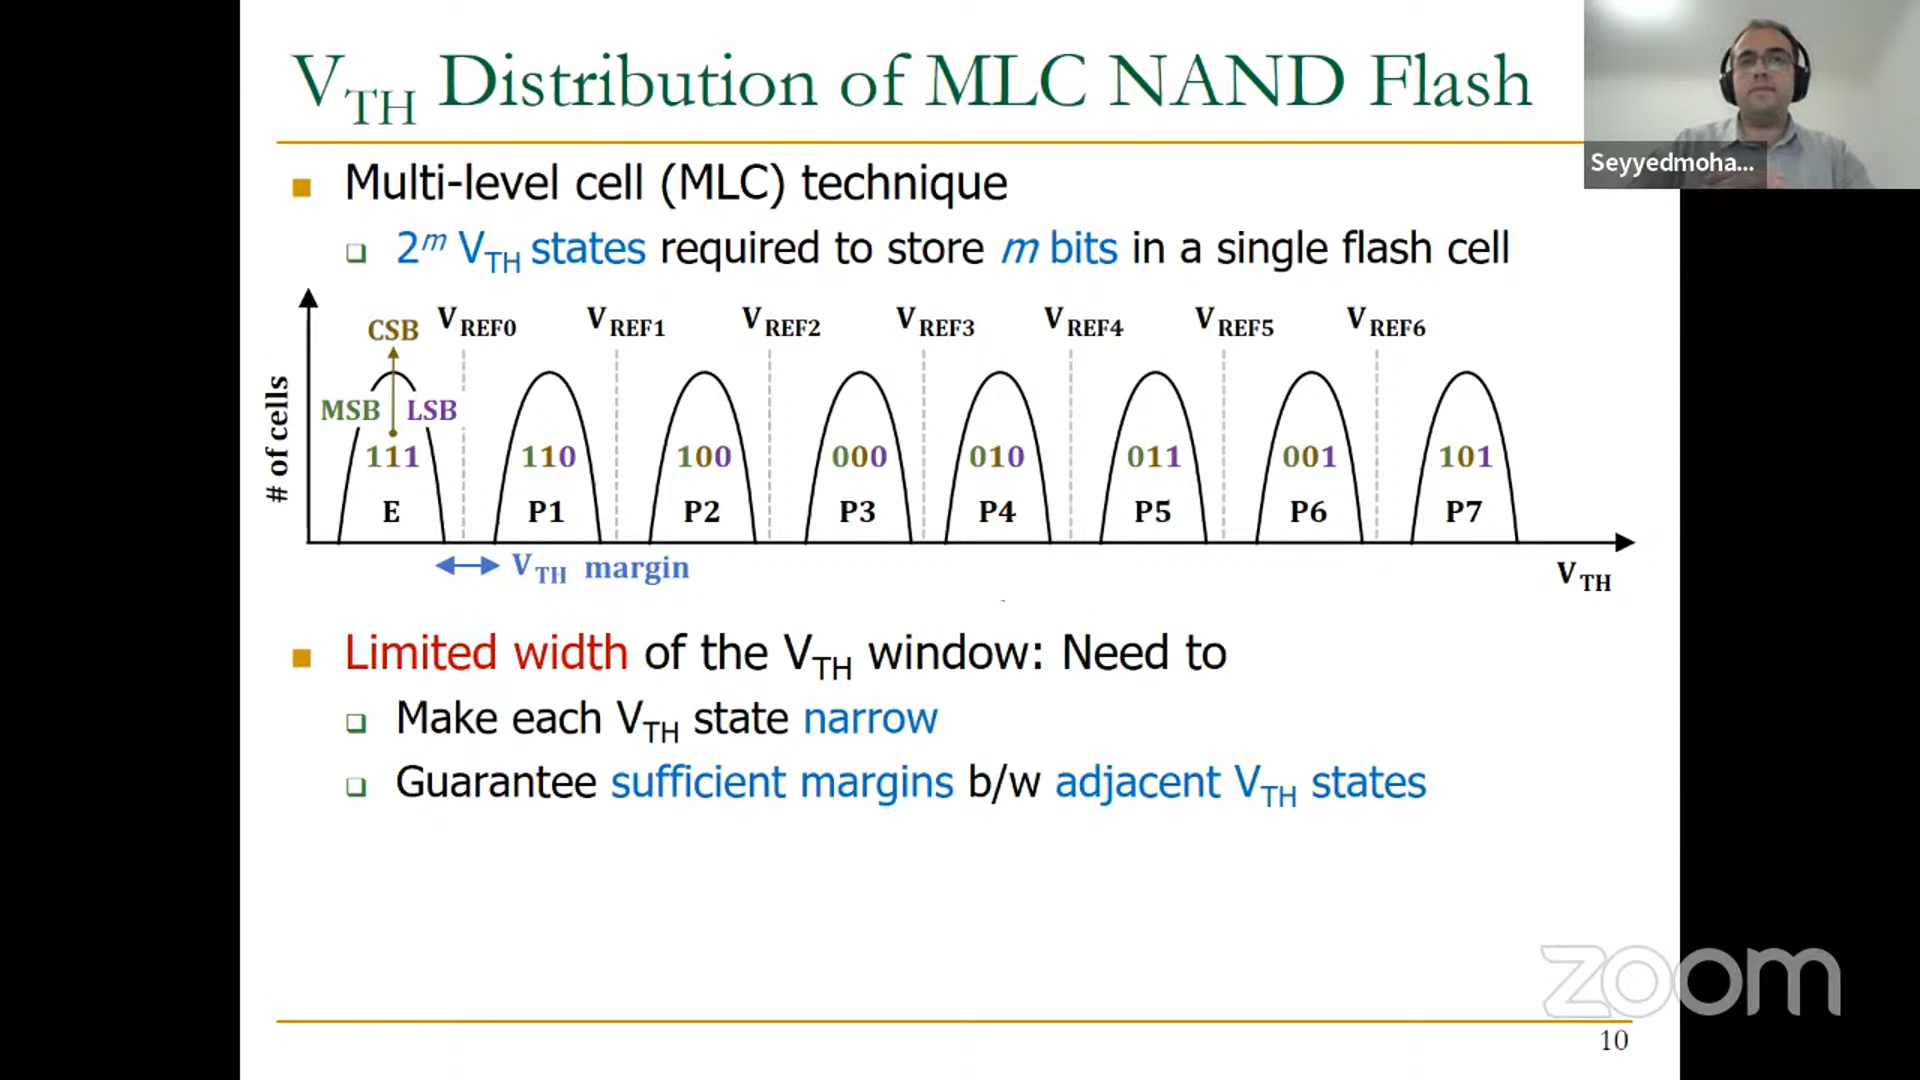 V_TH Distribution of MLC NAND Flash
Seyyedmoha...
Multi-level cell (MLC) technique
2^m V_TH states required to store m bits in a single flash cell
CSB V_REF0 V_REF1 V_REF2 V_REF3 V_REF4 V_REF5 V_REF6
# of cells
MSB LSB
111 110 100 000 010 011 001 101
E P1 P2 P3 P4 P5 P6 P7
V_TH margin
V_TH
Limited width of the V_TH window: Need to
Make each V_TH state narrow
Guarantee sufficient margins b/w adjacent V_TH states
zoom
10